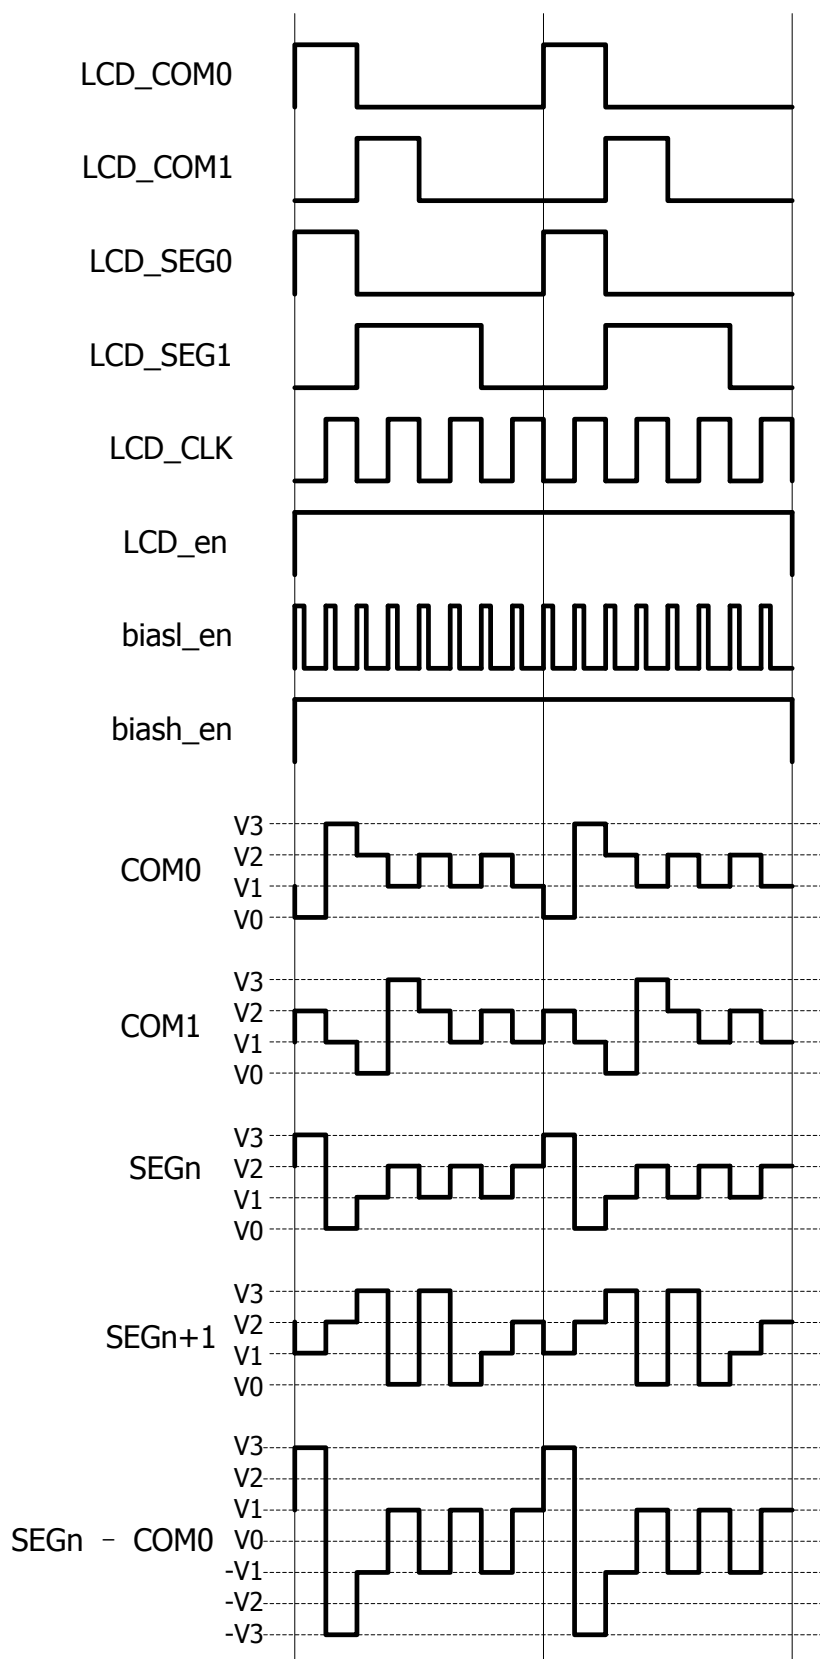 LCD_COM0
LCD_COM1
LCD_SEG0
LCD_SEG1
LCD_CLK
LCD_en
biasl_en
biash_en
V3
V2
COM0
V1
V0
V3
V2
COM1
V1
V0
V3
SEGn
V2
V1
V0
V3
V2
SEGn+1
V1
V0
V3
V2
V1
SEGn - COM0
V0
-V1
-V2
-V3